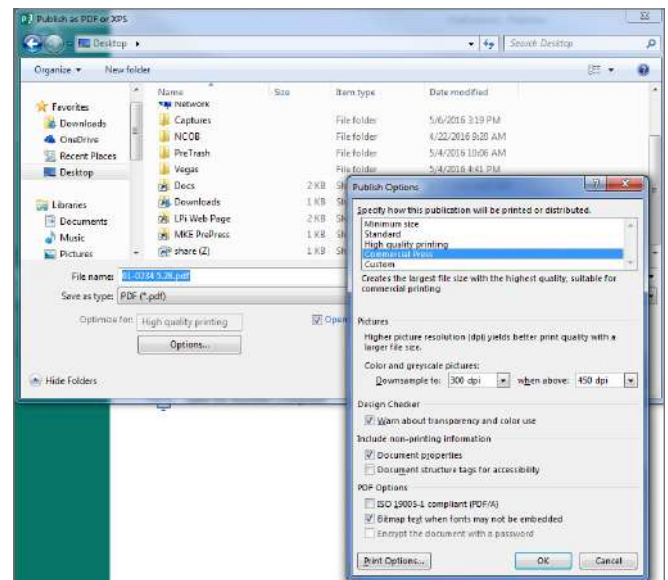 Publish as PDF or XPS
Desktop
Search Desktop
Organize
New folder
Name Size Item type Date modified
Favorites
Downloads
OneDrive
Recent Places
Desktop
Libraries
Documents
Music
Pictures
Network
Captures File folder 5/6/2016 3:19 PM
NCOB File folder 4/22/2016 9:20 AM
PreTrash File folder 5/4/2016 10:06 AM
Vegas File folder 5/4/2016 4:41 PM
Docs 2 KB
Downloads 1 KB
LPi Web Page 2 KB
MKE PrePress 1 KB
share (Z) 1 KB
File name: 01-0234 5.28.pdf
Save as type: PDF (*.pdf)
Optimize for: High quality printing
Options...
Hide Folders
Publish Options
Specify how this publication will be printed or distributed.
Minimum size
Standard
High quality printing
Commercial Press
Custom
Creates the largest file size with the highest quality, suitable for
commercial printing
Pictures
Higher picture resolution (dpi) yields better print quality with a
larger file size.
Color and greyscale pictures:
Downsample to: 300 dpi when above: 450 dpi
Design Checker
Warn about transparency and color use
Include non-printing information
Document properties
Document structure tags for accessibility
PDF Options
ISO 19005-1 compliant (PDF/A)
Bitmap text when fonts may not be embedded
Encrypt the document with a password
Print Options...
OK
Cancel